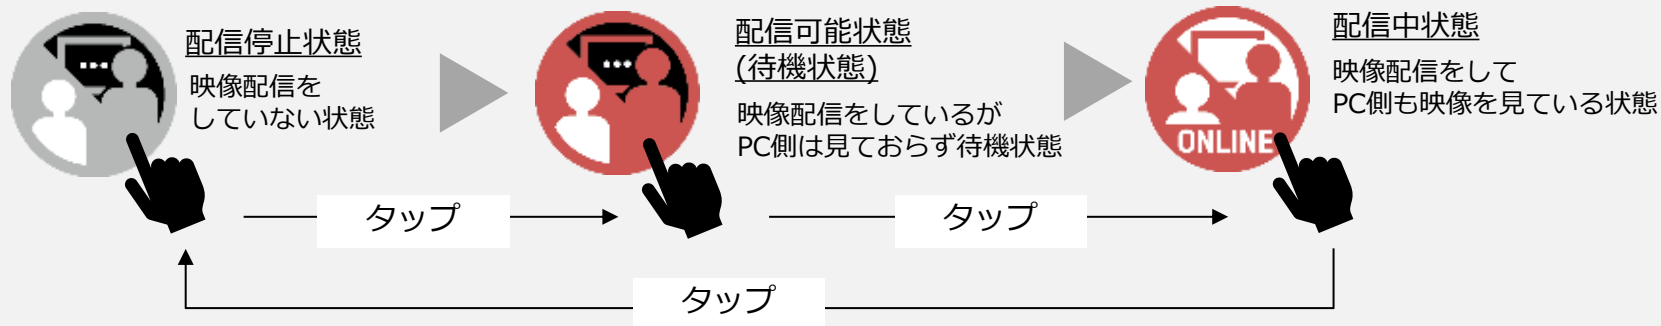 配信停止状態
映像配信を
していない状態
配信可能状態
(待機状態)
映像配信をしているが
PC側は見ておらず待機状態
ONLINE
配信中状態
映像配信をして
PC側も映像を見ている状態
タップ
タップ
タップ